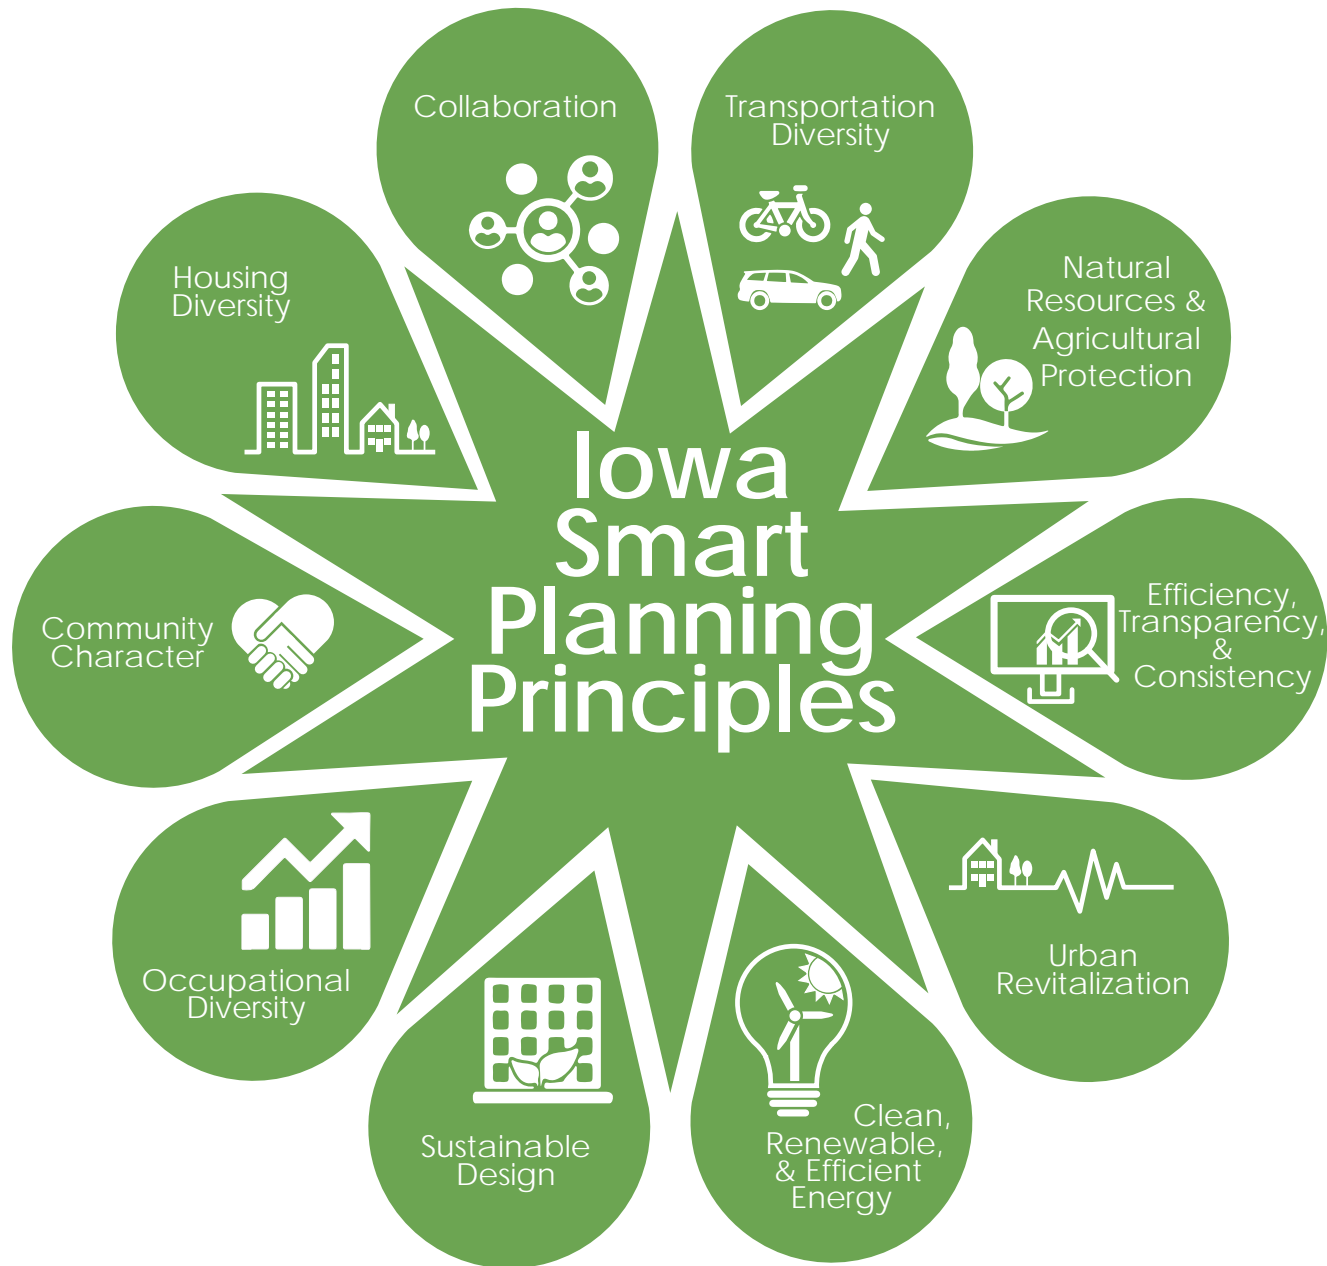 Collaboration
Transportation
Diversity
Natural
Resources &
Agricultural
Protection
Efficiency,
Transparency,
&
Consistency
Urban
Revitalization
Clean,
Renewable,
& Efficient
Energy
Sustainable
Design
Occupational
Diversity
Community
Character
Housing
Diversity
Iowa
Smart
Planning
Principles